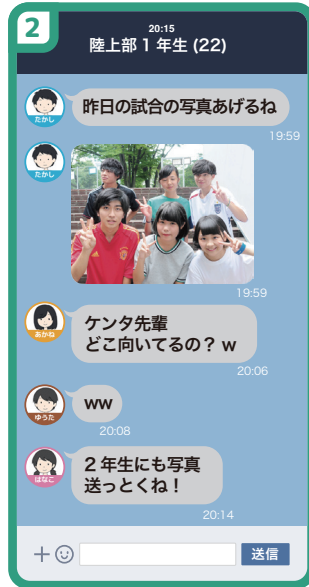 2
20:15
陸上部1年生 (22)
たかし
昨日の試合の写真あげるね
19:59
たかし
19:59
あかね
ケンタ先輩
どこ向いてるの？w
20:06
ゆうた
ww
20:08
はなこ
2年生にも写真
送っとくね！
20:14
送信